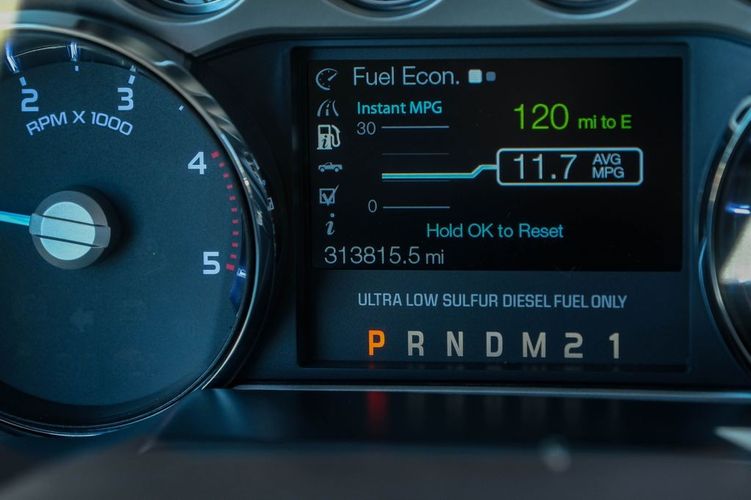 Fuel Econ.
Instant MPG
30
120 mi to E
11.7 AVG MPG
0
Hold OK to Reset
313815.5 mi
ULTRA LOW SULFUR DIESEL FUEL ONLY
P R N D M 2 1
2 3 4 5
RPM X 1000